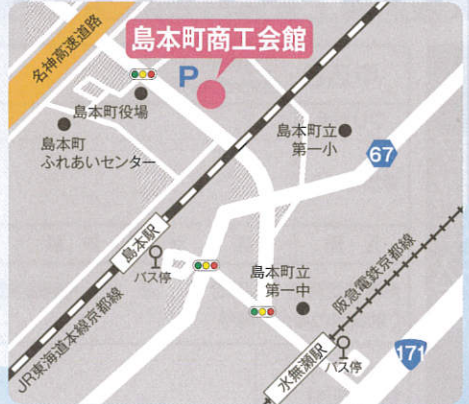 島本町商工会館
名神高速道路
P
島本町役場
島本町
ふれあいセンター
島本町立
第一小
67
島本駅
バス停
島本町立
第一中
阪急電鉄京都線
JR東海道本線京都線
水無瀬駅
バス停
171